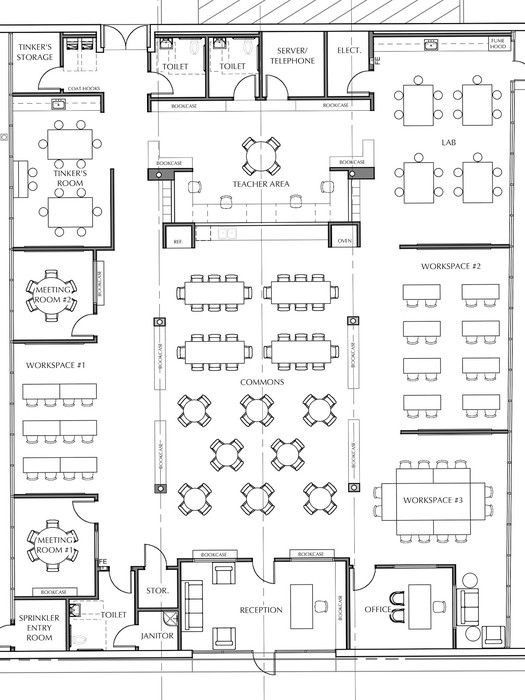 TINKER'S
STORAGE
COAT HOOKS
TOILET
TOILET
SERVER/
TELEPHONE
ELECT.
FE
FUME
HOOD
BOOKCASE
BOOKCASE
TINKER'S
ROOM
BOOKCASE
BOOKCASE
TEACHER AREA
LAB
REF.
OVEN
MEETING
ROOM #2
BOOKCASE
WORKSPACE #2
WORKSPACE #1
BOOKCASE
BOOKCASE
COMMONS
BOOKCASE
BOOKCASE
WORKSPACE #3
MEETING
ROOM #1
BOOKCASE
FE
BOOKCASE
BOOKCASE
STOR.
SPRINKLER
ENTRY
ROOM
TOILET
JANITOR
RECEPTION
BOOKCASE
OFFICE